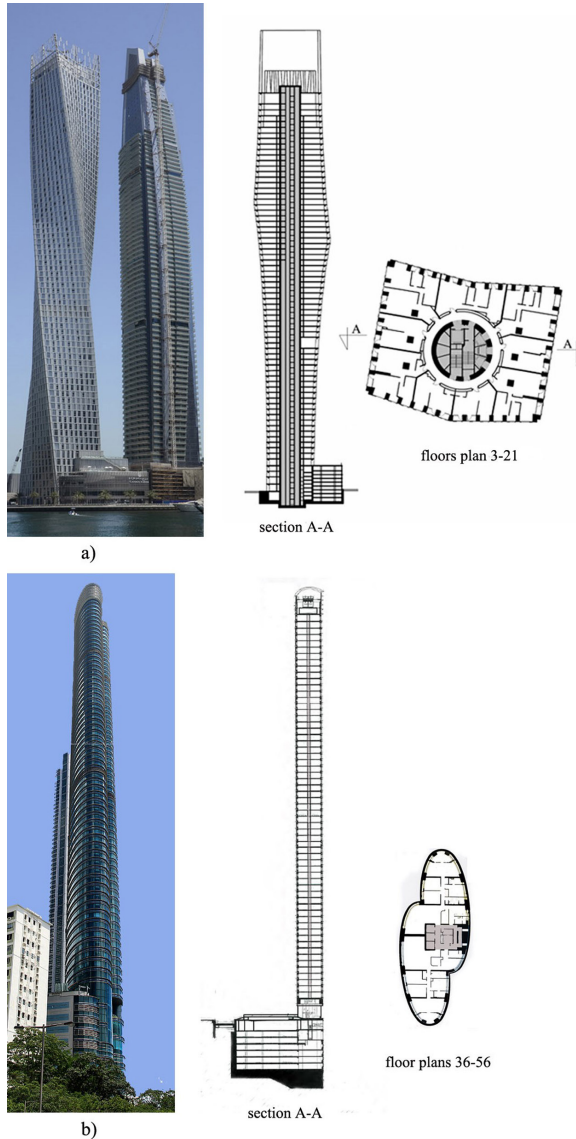 A
A
floors plan 3-21
section A-A
a)
floor plans 36-56
section A-A
b)